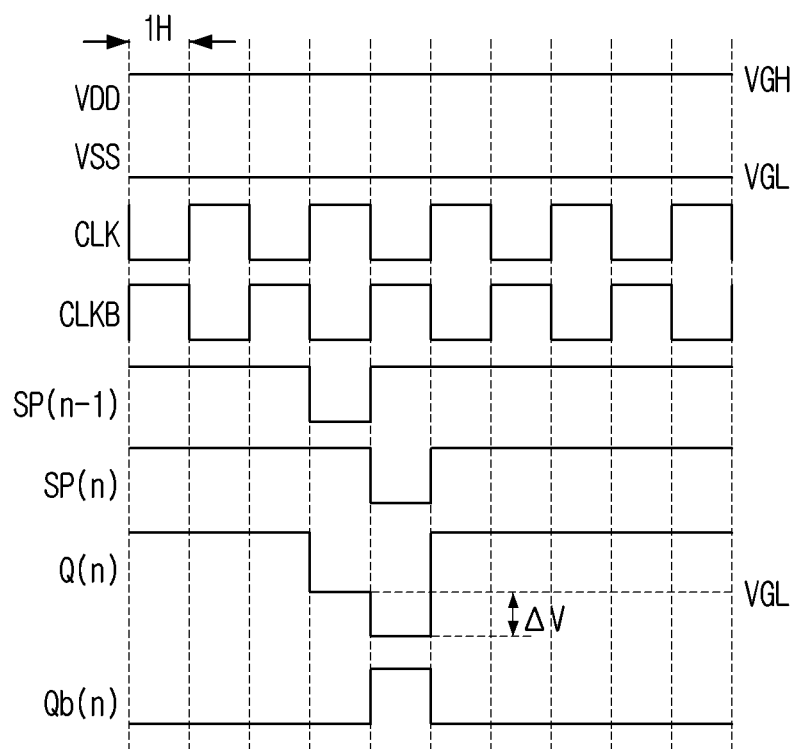 1H
VDD
VGH
VSS
VGL
CLK
CLKB
SP(n-1)
SP(n)
Q(n)
VGL
ΔV
Qb(n)